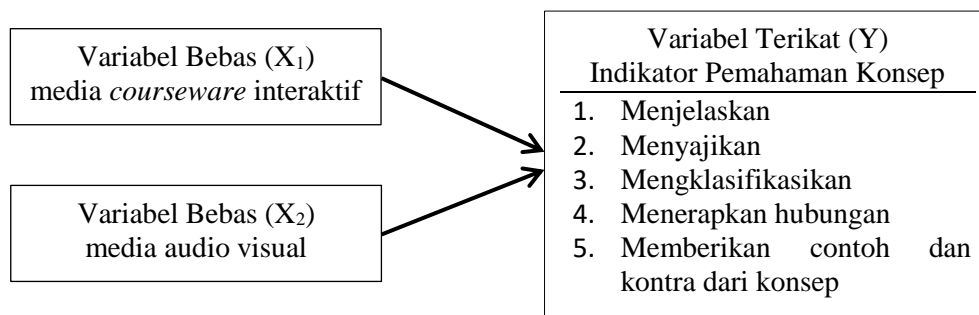 Variabel Bebas (X₁)
media courseware interaktif
Variabel Bebas (X₂)
media audio visual
Variabel Terikat (Y)
Indikator Pemahaman Konsep
1. Menjelaskan
2. Menyajikan
3. Mengklasifikasikan
4. Menerapkan hubungan
5. Memberikan contoh dan
kontra dari konsep